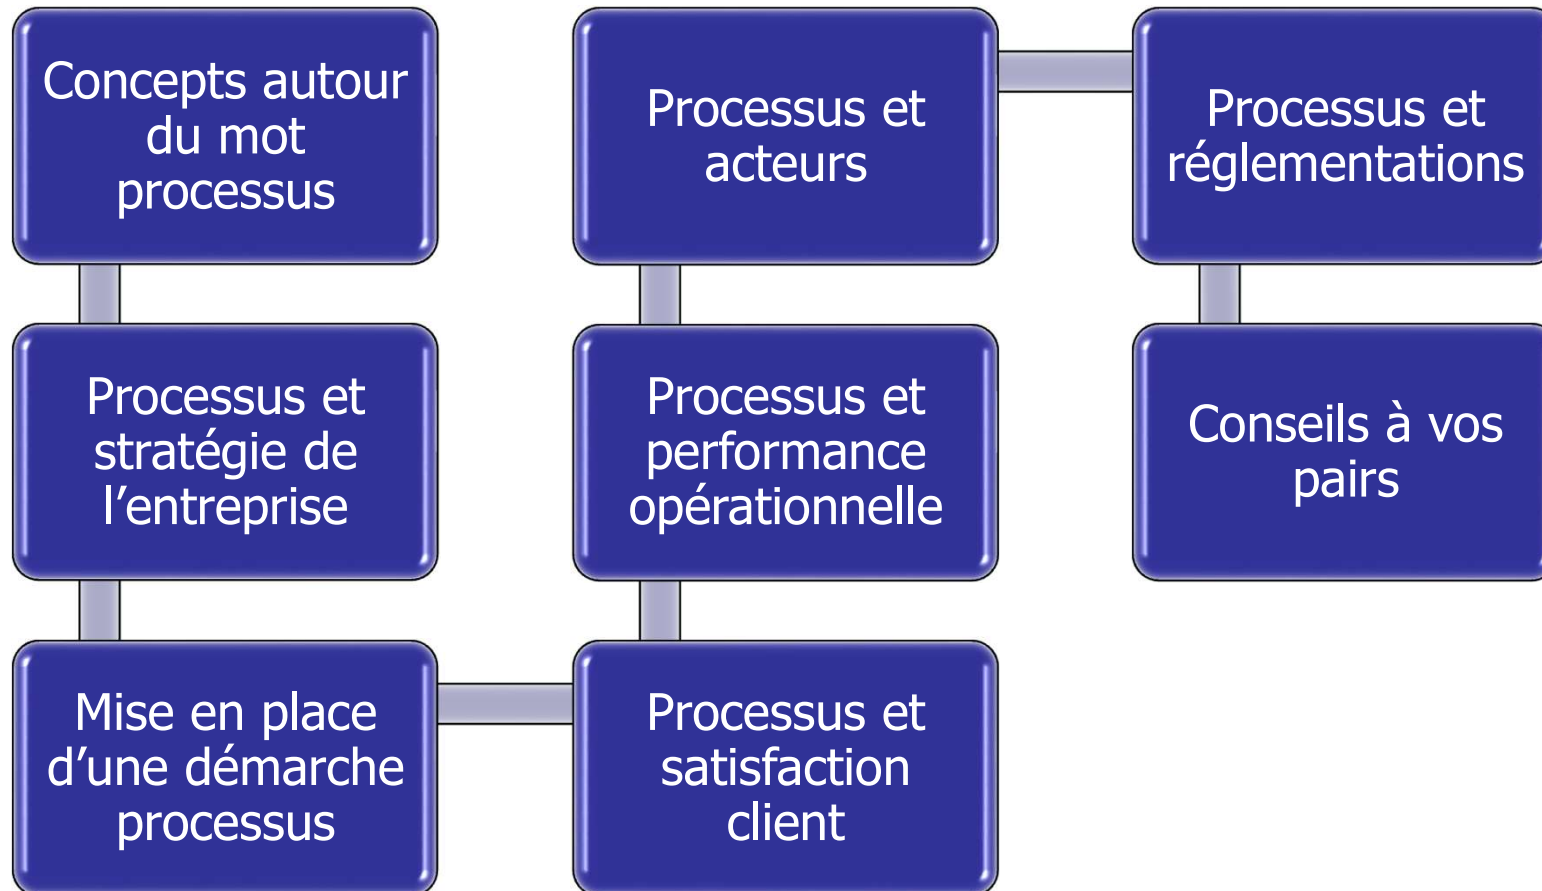 Concepts autour
du mot
processus
Processus et
stratégie de
l’entreprise
Mise en place
d’une démarche
processus
Processus et
satisfaction
client
Processus et
performance
opérationnelle
Processus et
acteurs
Processus et
réglementations
Conseils à vos
pairs